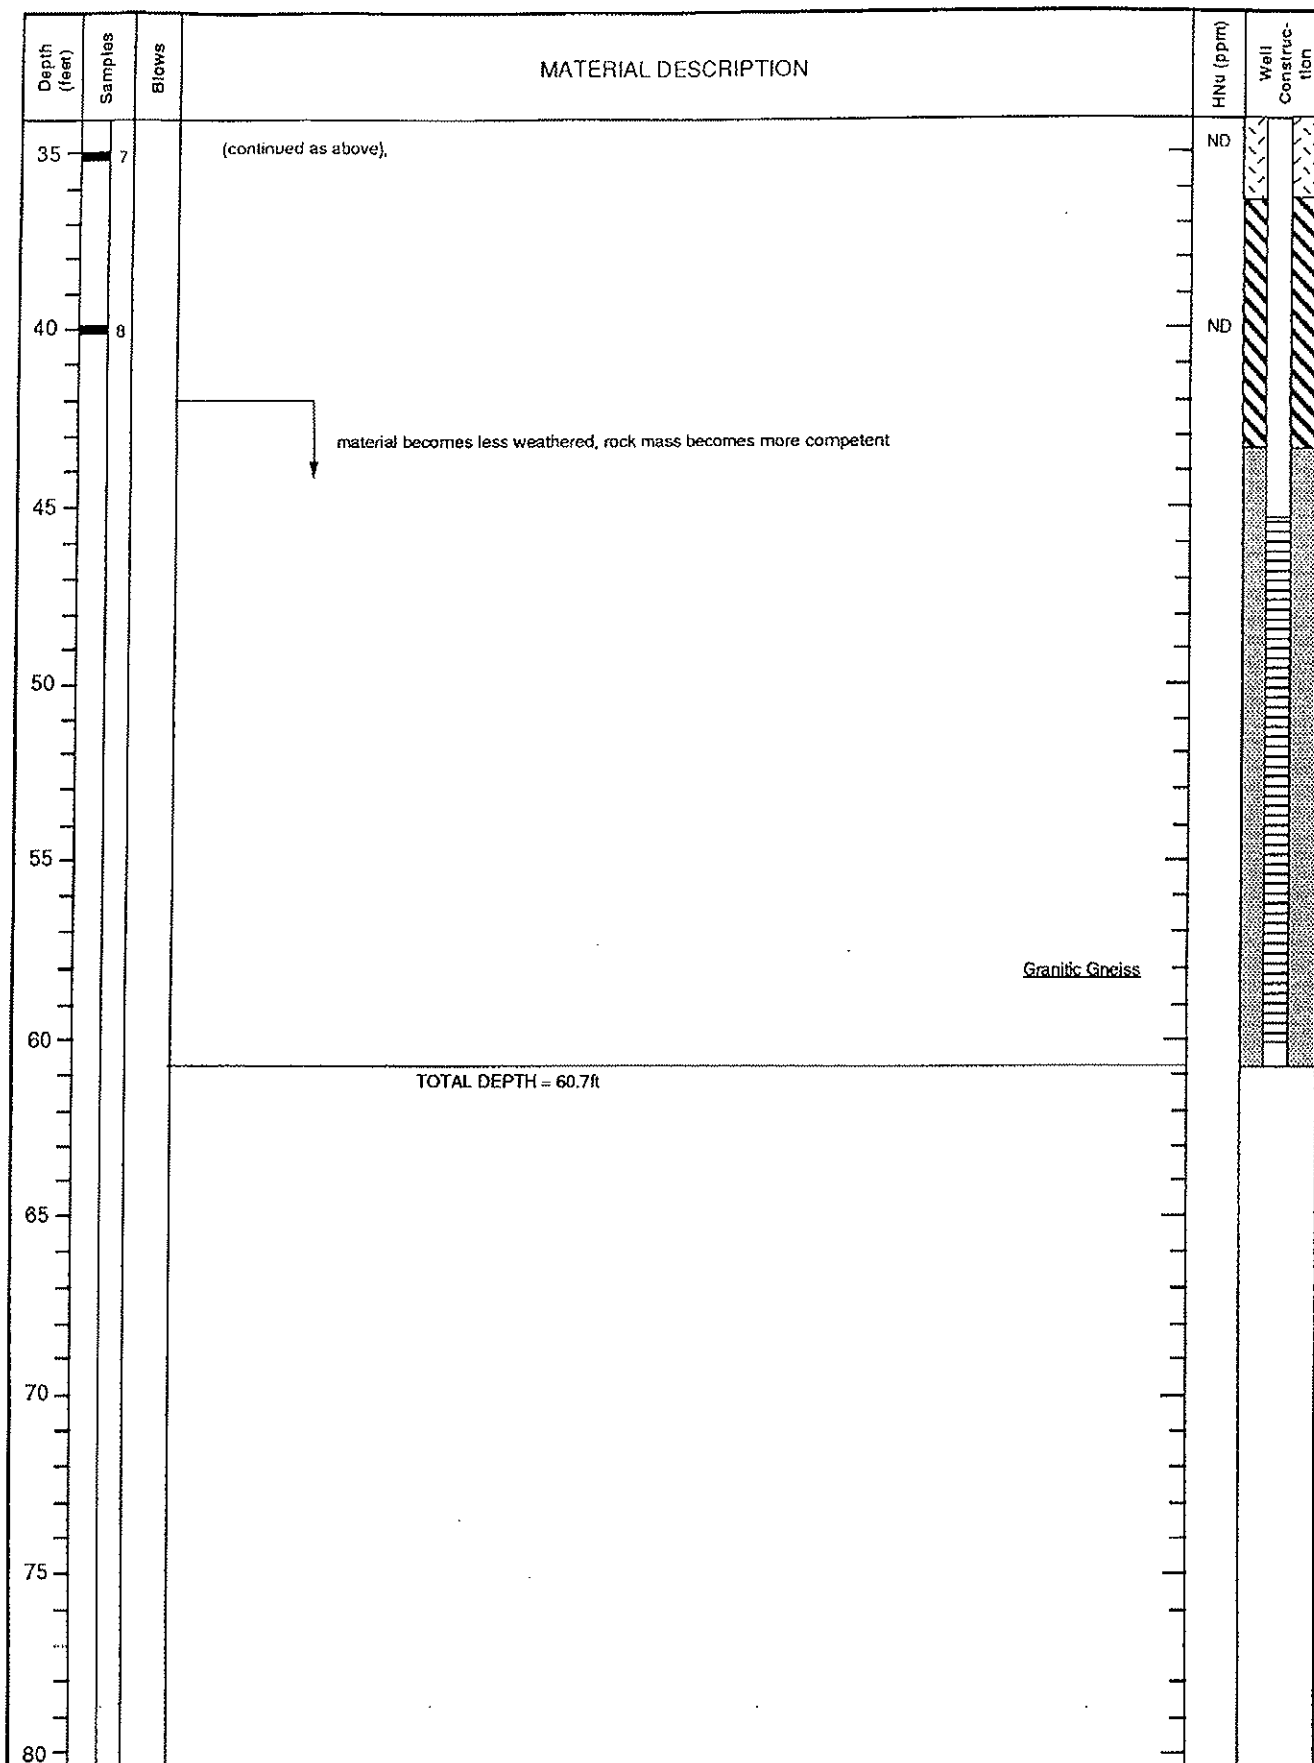 Depth
(feet)
Samples
Blows
MATERIAL DESCRIPTION
HNu (ppm)
Well
Construc-
tion
35
7
(continued as above),
ND
40
8
ND
material becomes less weathered, rock mass becomes more competent
45
50
55
Granitic Gneiss
60
TOTAL DEPTH = 60.7ft
65
70
75
80